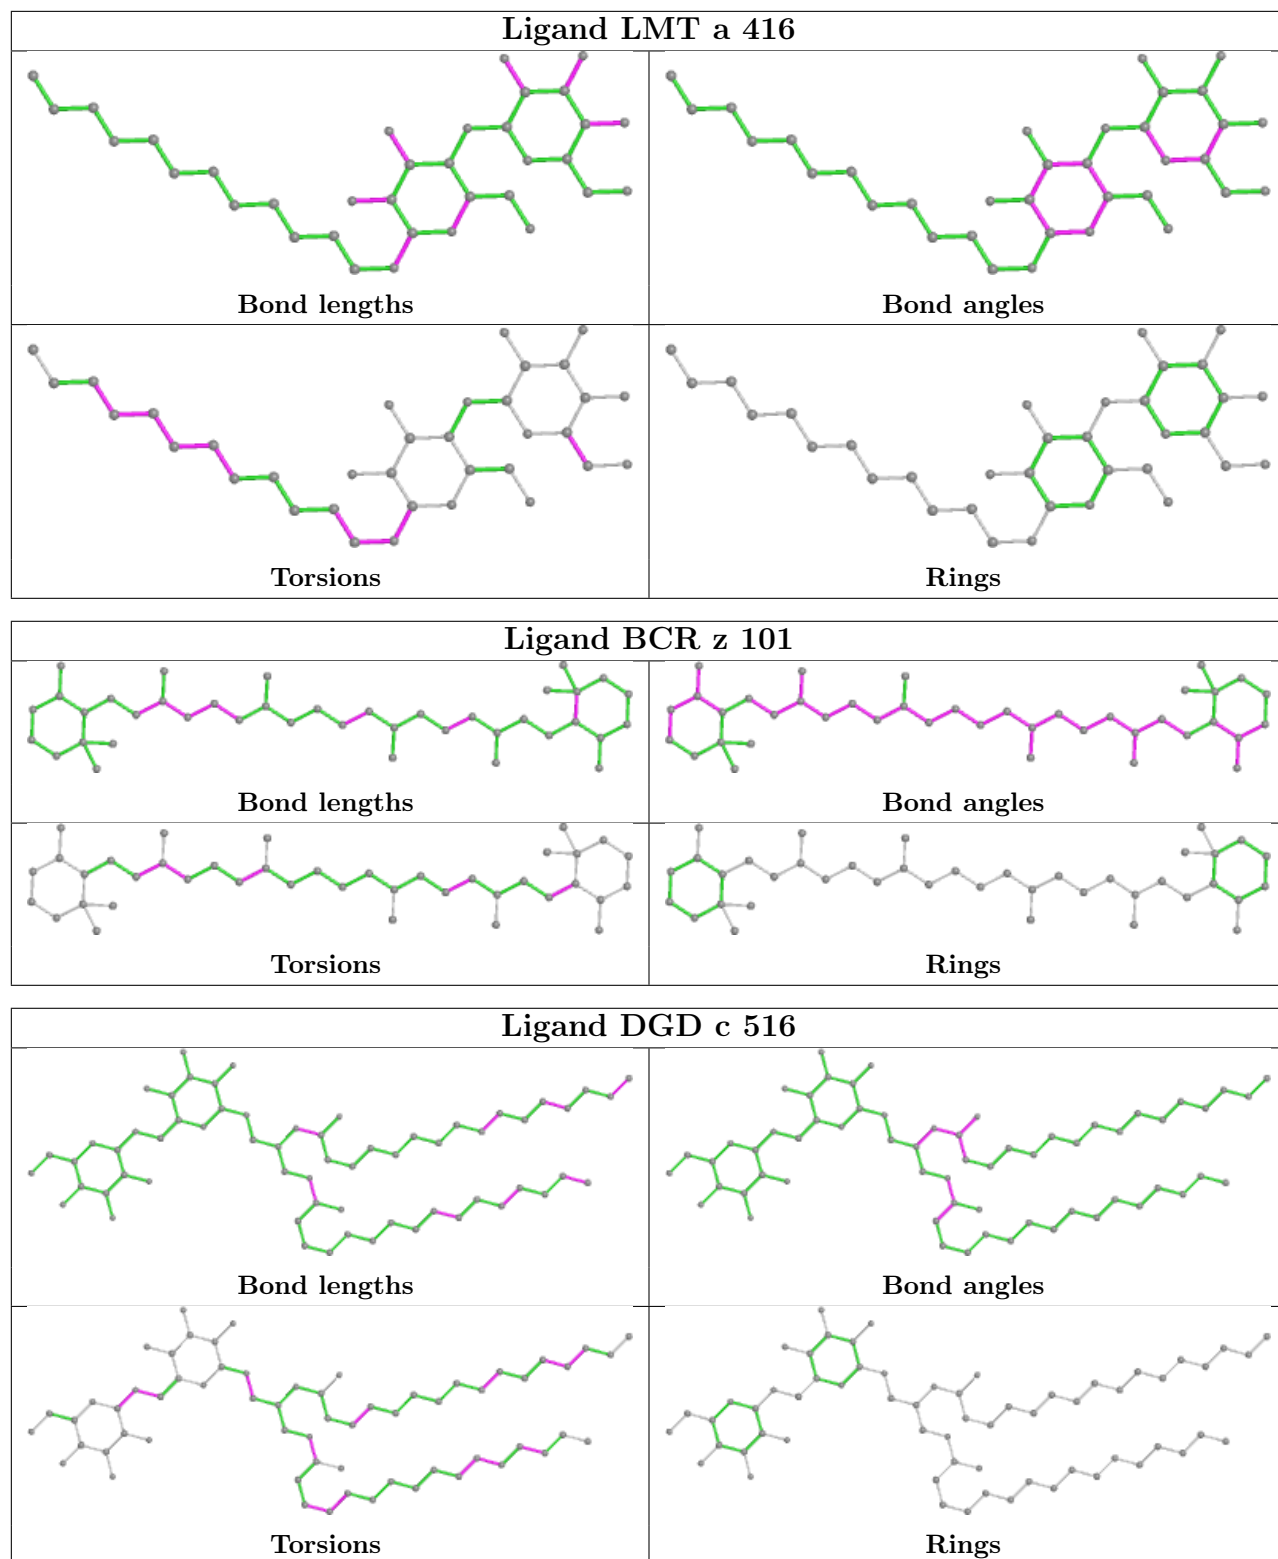 Ligand LMT a 416
Bond lengths
Bond angles
Torsions
Rings
Ligand BCR z 101
Bond lengths
Bond angles
Torsions
Rings
Ligand DGD c 516
Bond lengths
Bond angles
Torsions
Rings